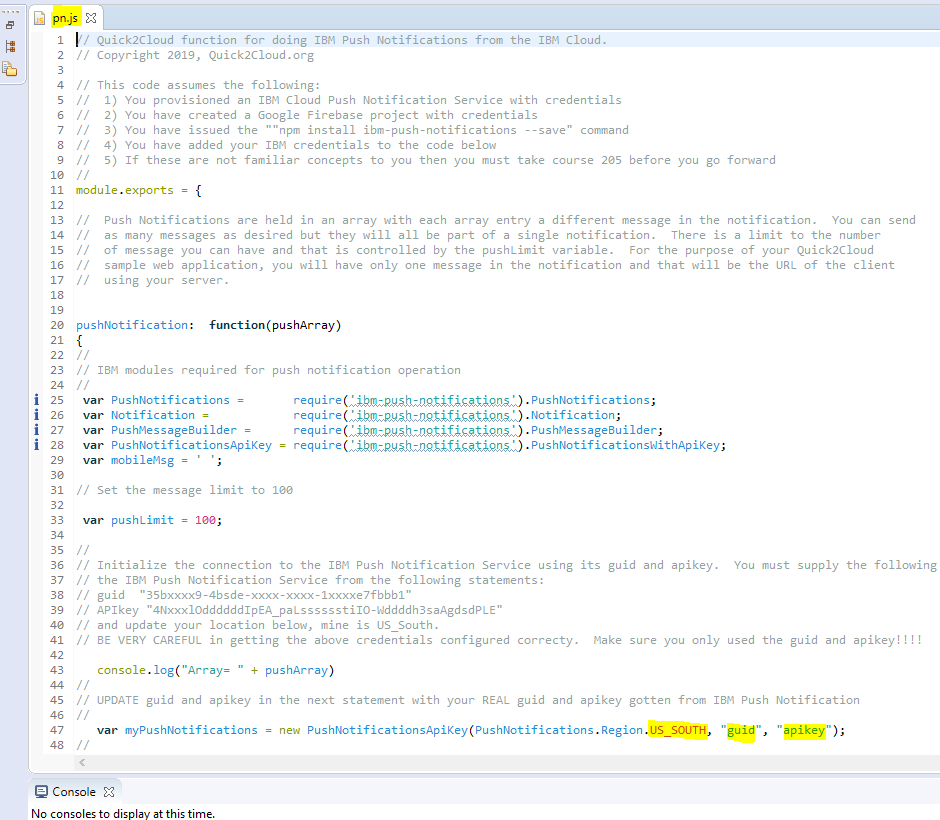 pn.js
1 // Quick2Cloud function for doing IBM Push Notifications from the IBM Cloud.
2 // Copyright 2019, Quick2Cloud.org
3
4 // This code assumes the following:
5 //  1) You provisioned an IBM Cloud Push Notification Service with credentials
6 //  2) You have created a Google Firebase project with credentials
7 //  3) You have issued the ""npm install ibm-push-notifications --save" command
8 //  4) You have added your IBM credentials to the code below
9 //  5) If these are not familiar concepts to you then you must take course 205 before you go forward
10 //
11 module.exports = {
12
13 //  Push Notifications are held in an array with each array entry a different message in the notification.  You can send
14 //  as many messages as desired but they will all be part of a single notification.  There is a limit to the number
15 //  of message you can have and that is controlled by the pushLimit variable.  For the purpose of your Quick2Cloud
16 //  sample web application, you will have only one message in the notification and that will be the URL of the client
17 //  using your server.
18
19
20 pushNotification:  function(pushArray)
21 {
22 //
23 // IBM modules required for push notification operation
24 //
25  var PushNotifications =       require('ibm-push-notifications').PushNotifications;
26  var Notification =            require('ibm-push-notifications').Notification;
27  var PushMessageBuilder =      require('ibm-push-notifications').PushMessageBuilder;
28  var PushNotificationsApiKey = require('ibm-push-notifications').PushNotificationsWithApiKey;
29  var mobileMsg = ' ';
30
31 // Set the message limit to 100
32
33  var pushLimit = 100;
34
35 //
36 // Initialize the connection to the IBM Push Notification Service using its guid and apikey.  You must supply the following
37 // the IBM Push Notification Service from the following statements:
38 // guid  "35bxxxx9-4bsde-xxxx-xxxx-1xxxxe7fbbb1"
39 // APIkey "4NxxxlOddddddIpEA_paLsssssstiIO-Wddddh3saAgdsdPLE"
40 // and update your location below, mine is US_South.
41 // BE VERY CAREFUL in getting the above credentials configured correcty.  Make sure you only used the guid and apikey!!!!
42
43    console.log("Array= " + pushArray)
44 //
45 // UPDATE guid and apikey in the next statement with your REAL guid and apikey gotten from IBM Push Notification
46 //
47    var myPushNotifications = new PushNotificationsApiKey(PushNotifications.Region.US_SOUTH, "guid", "apikey");
48 //
Console
No consoles to display at this time.